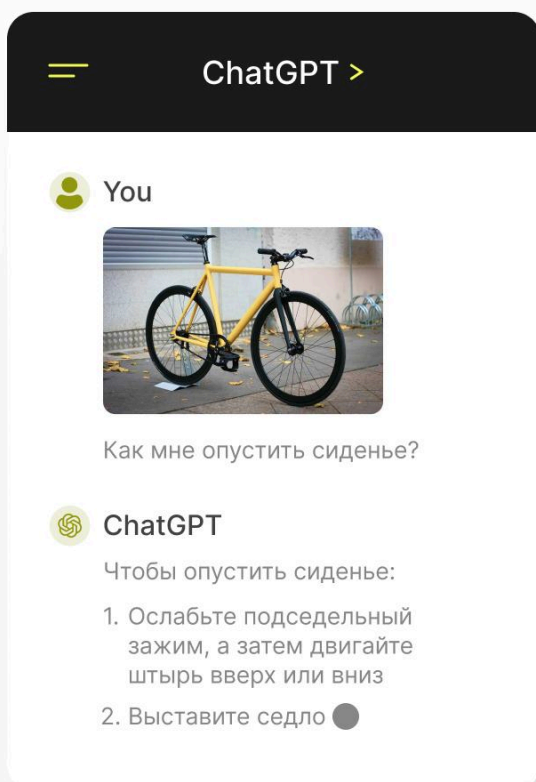 ChatGPT >
You
Как мне опустить сиденье?
ChatGPT
Чтобы опустить сиденье:
1. Ослабьте подседельный
зажим, а затем двигайте
штырь вверх или вниз
2. Выставите седло